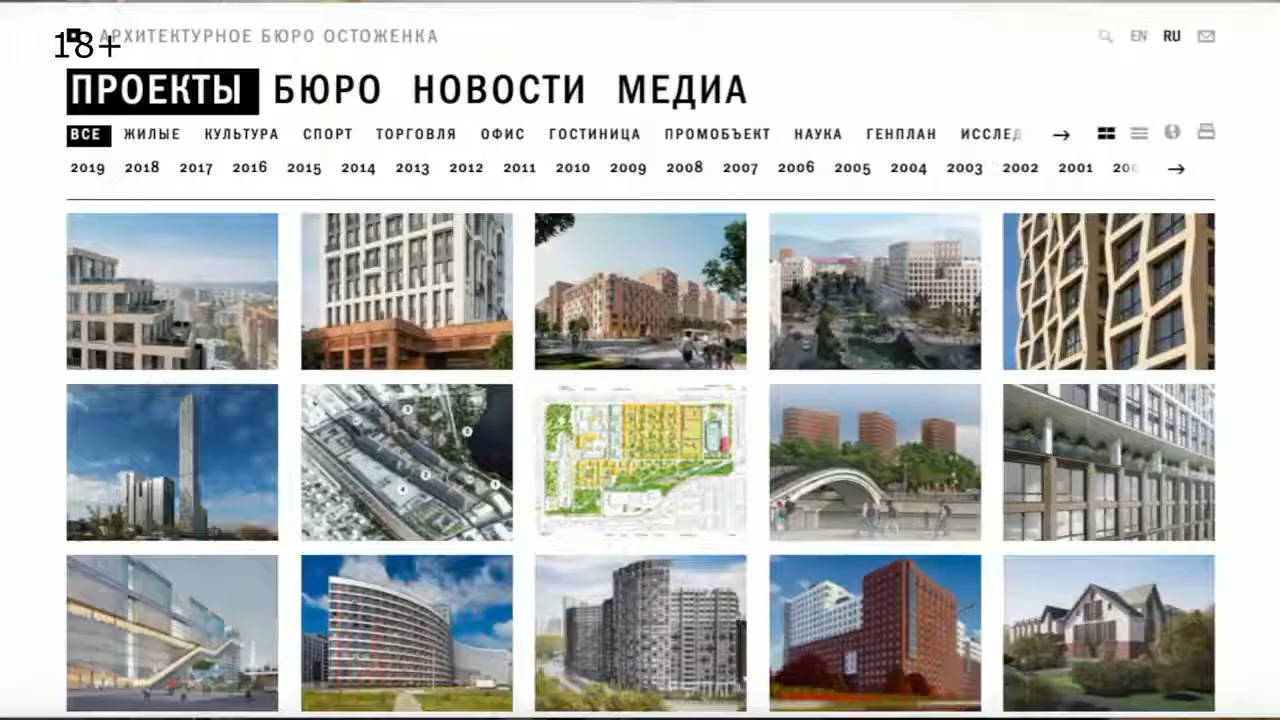 18+
АРХИТЕКТУРНОЕ БЮРО ОСТОЖЕНКА EN RU
ПРОЕКТЫ БЮРО НОВОСТИ МЕДИА
ВСЕ ЖИЛЫЕ КУЛЬТУРА СПОРТ ТОРГОВЛЯ ОФИС ГОСТИНИЦА ПРОМОБЪЕКТ НАУКА ГЕНПЛАН ИССЛЕД →
2019 2018 2017 2016 2015 2014 2013 2012 2011 2010 2009 2008 2007 2006 2005 2004 2003 2002 2001 →